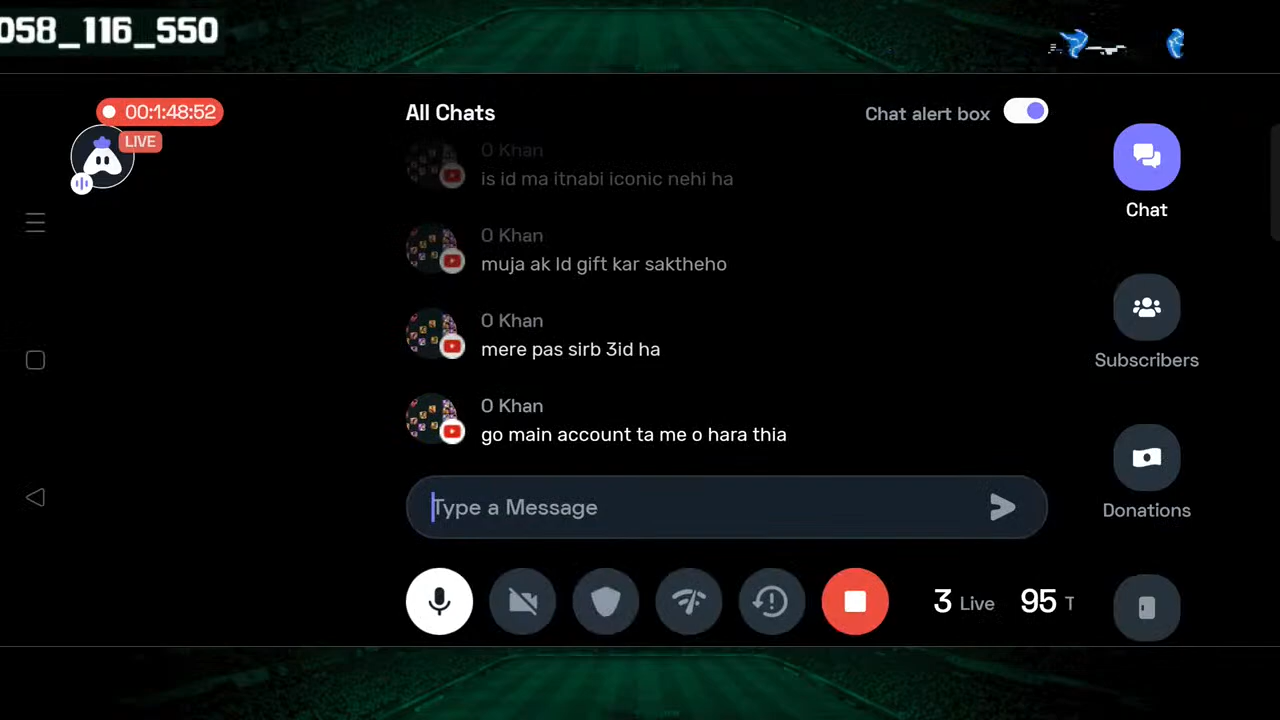 058_116_550
00:1:48:52
LIVE
All Chats
Chat alert box
O Khan
is id ma itnabi iconic nehi ha
O Khan
muja ak Id gift kar saktheho
O Khan
mere pas sirb 3id ha
O Khan
go main account ta me o hara thia
Type a Message
3 Live 95 T
Chat
Subscribers
Donations